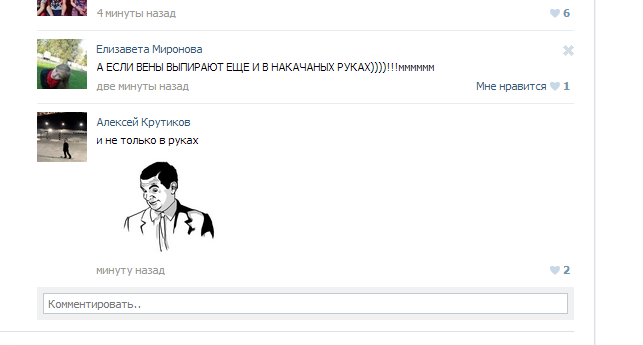 4 минуты назад
6
Елизавета Миронова
А ЕСЛИ ВЕНЫ ВЫПИРАЮТ ЕЩЕ И В НАКАЧАНЫХ РУКАХ))))!!!мммммм
две минуты назад
Мне нравится 1
Алексей Крутиков
и не только в руках
минуту назад
2
Комментировать..